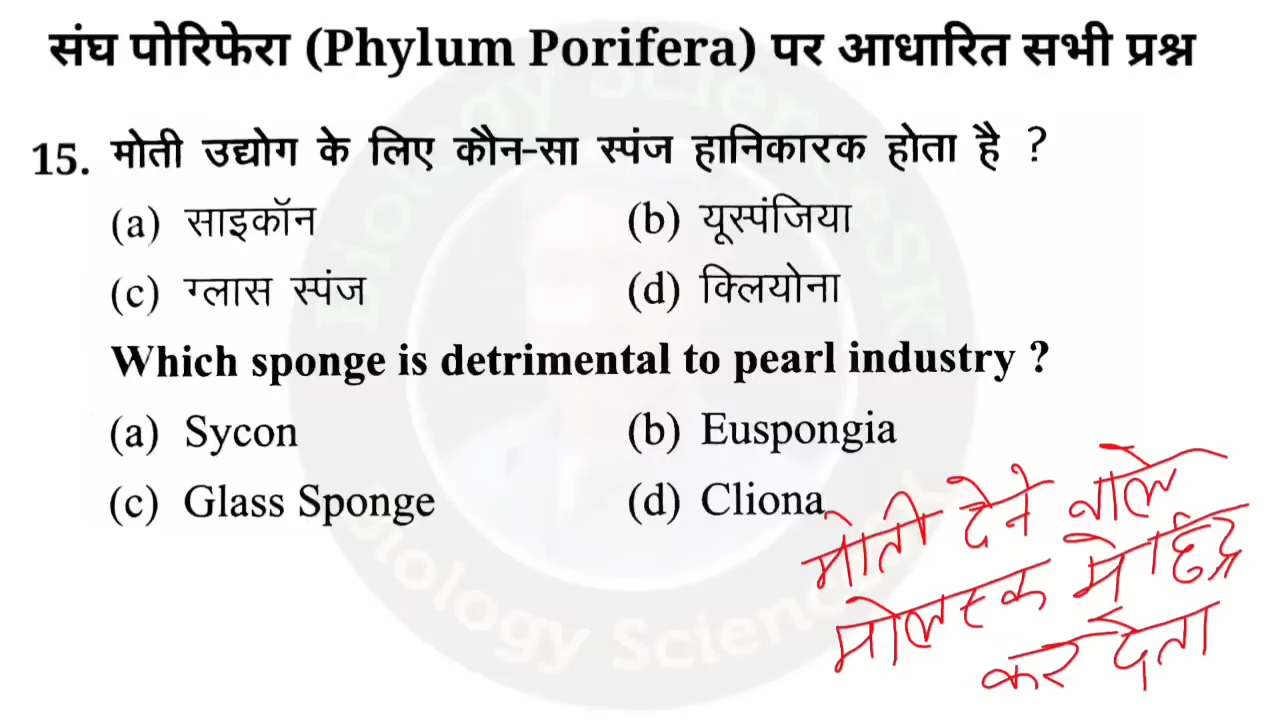 संघ पोरिफेरा (Phylum Porifera) पर आधारित सभी प्रश्न
15. मोती उद्योग के लिए कौन-सा स्पंज हानिकारक होता है ?
(a) साइकॉन (b) यूस्पंजिया
(c) ग्लास स्पंज (d) क्लियोना
Which sponge is detrimental to pearl industry ?
(a) Sycon (b) Euspongia
(c) Glass Sponge (d) Cliona
मोती देने वाले
मोलस्क मे छिद्र
कर देता